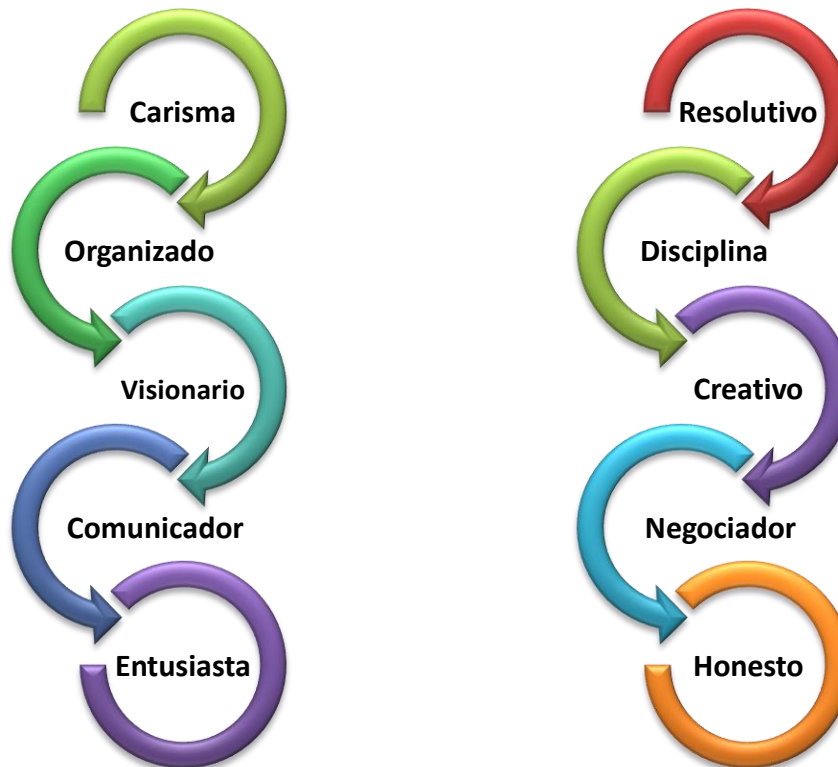 Carisma
Organizado
Visionario
Comunicador
Entusiasta
Resolutivo
Disciplina
Creativo
Negociador
Honesto